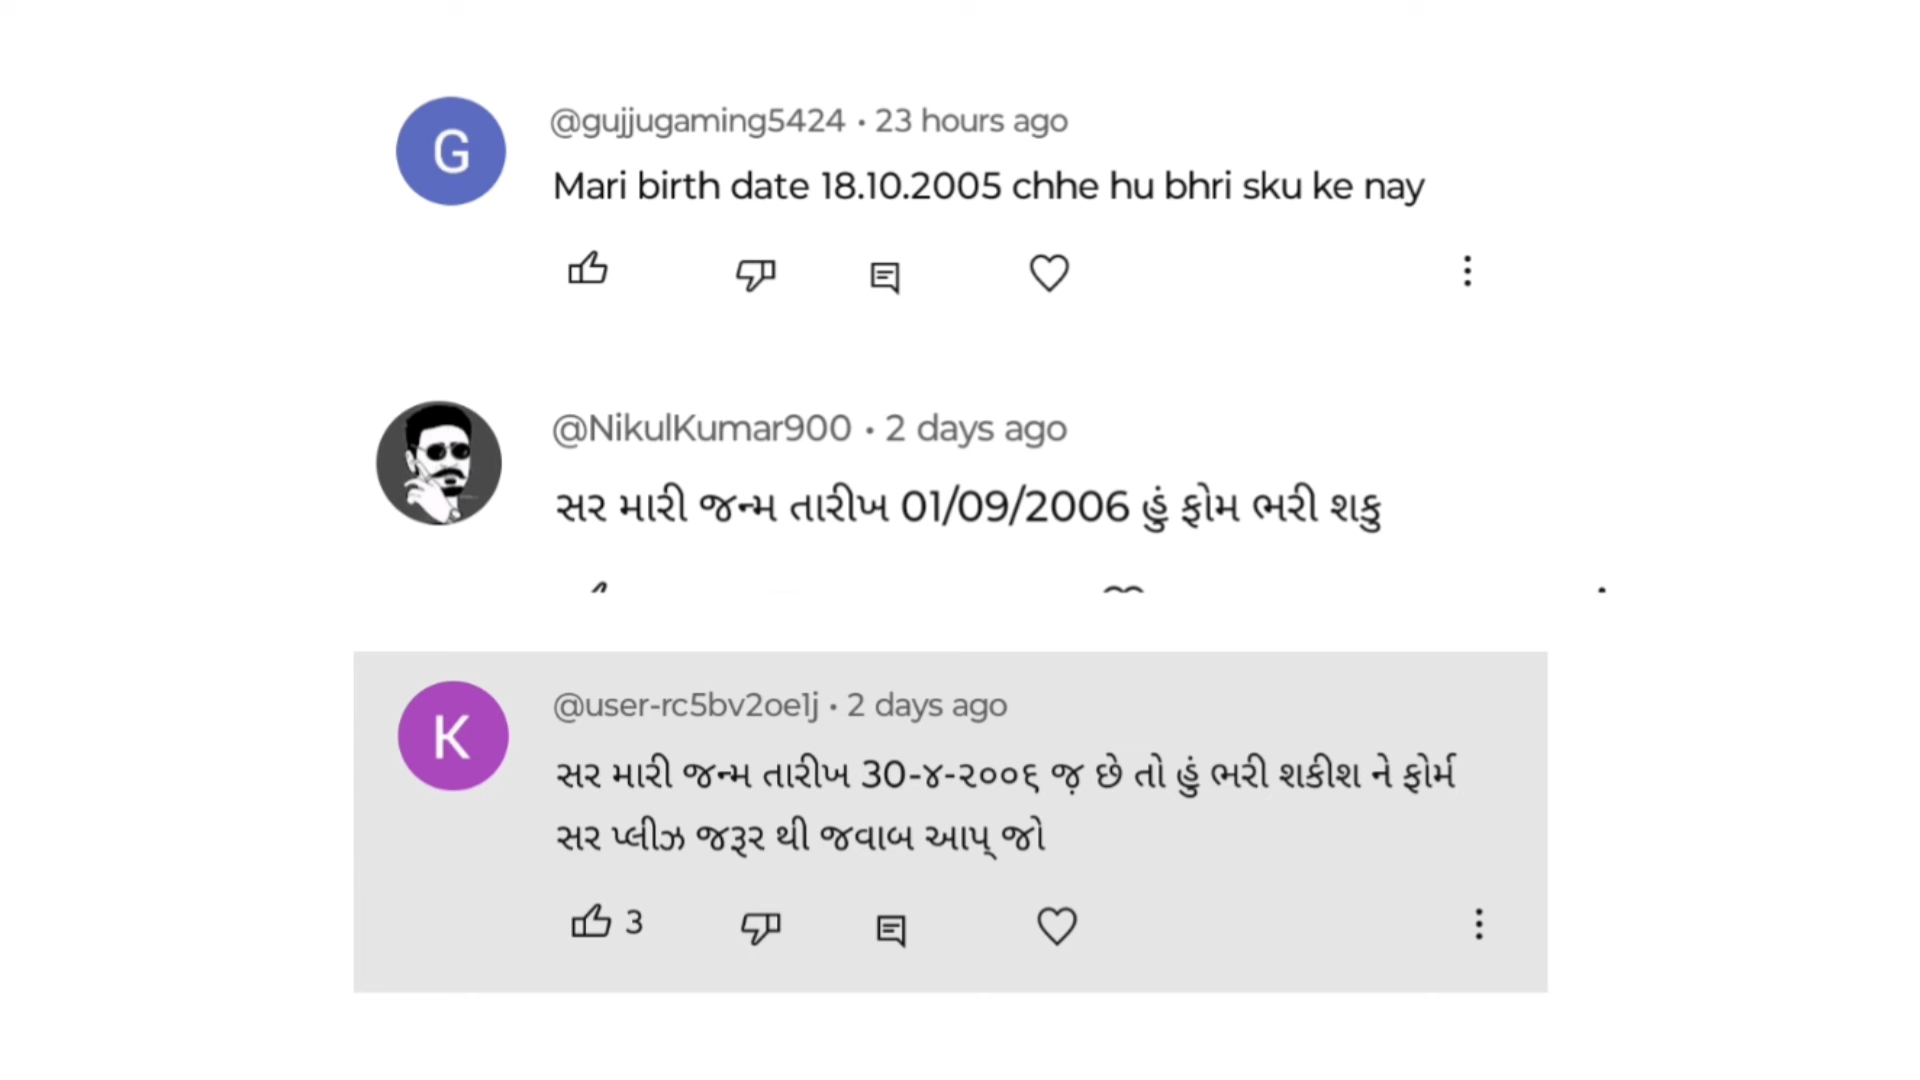 G
@gujjugaming5424 • 23 hours ago
Mari birth date 18.10.2005 chhe hu bhri sku ke nay
@NikulKumar900 • 2 days ago
સર મારી જન્મ તારીખ 01/09/2006 હું ફોમ ભરી શકુ
K
@user-rc5bv2oe1j • 2 days ago
સર મારી જન્મ તારીખ 30-૪-૨૦૦૬ જ઼ છે તો હું ભરી શકીશ ને ફોર્મ
સર પ્લીઝ જરૂર થી જવાબ આપ્ જો
3